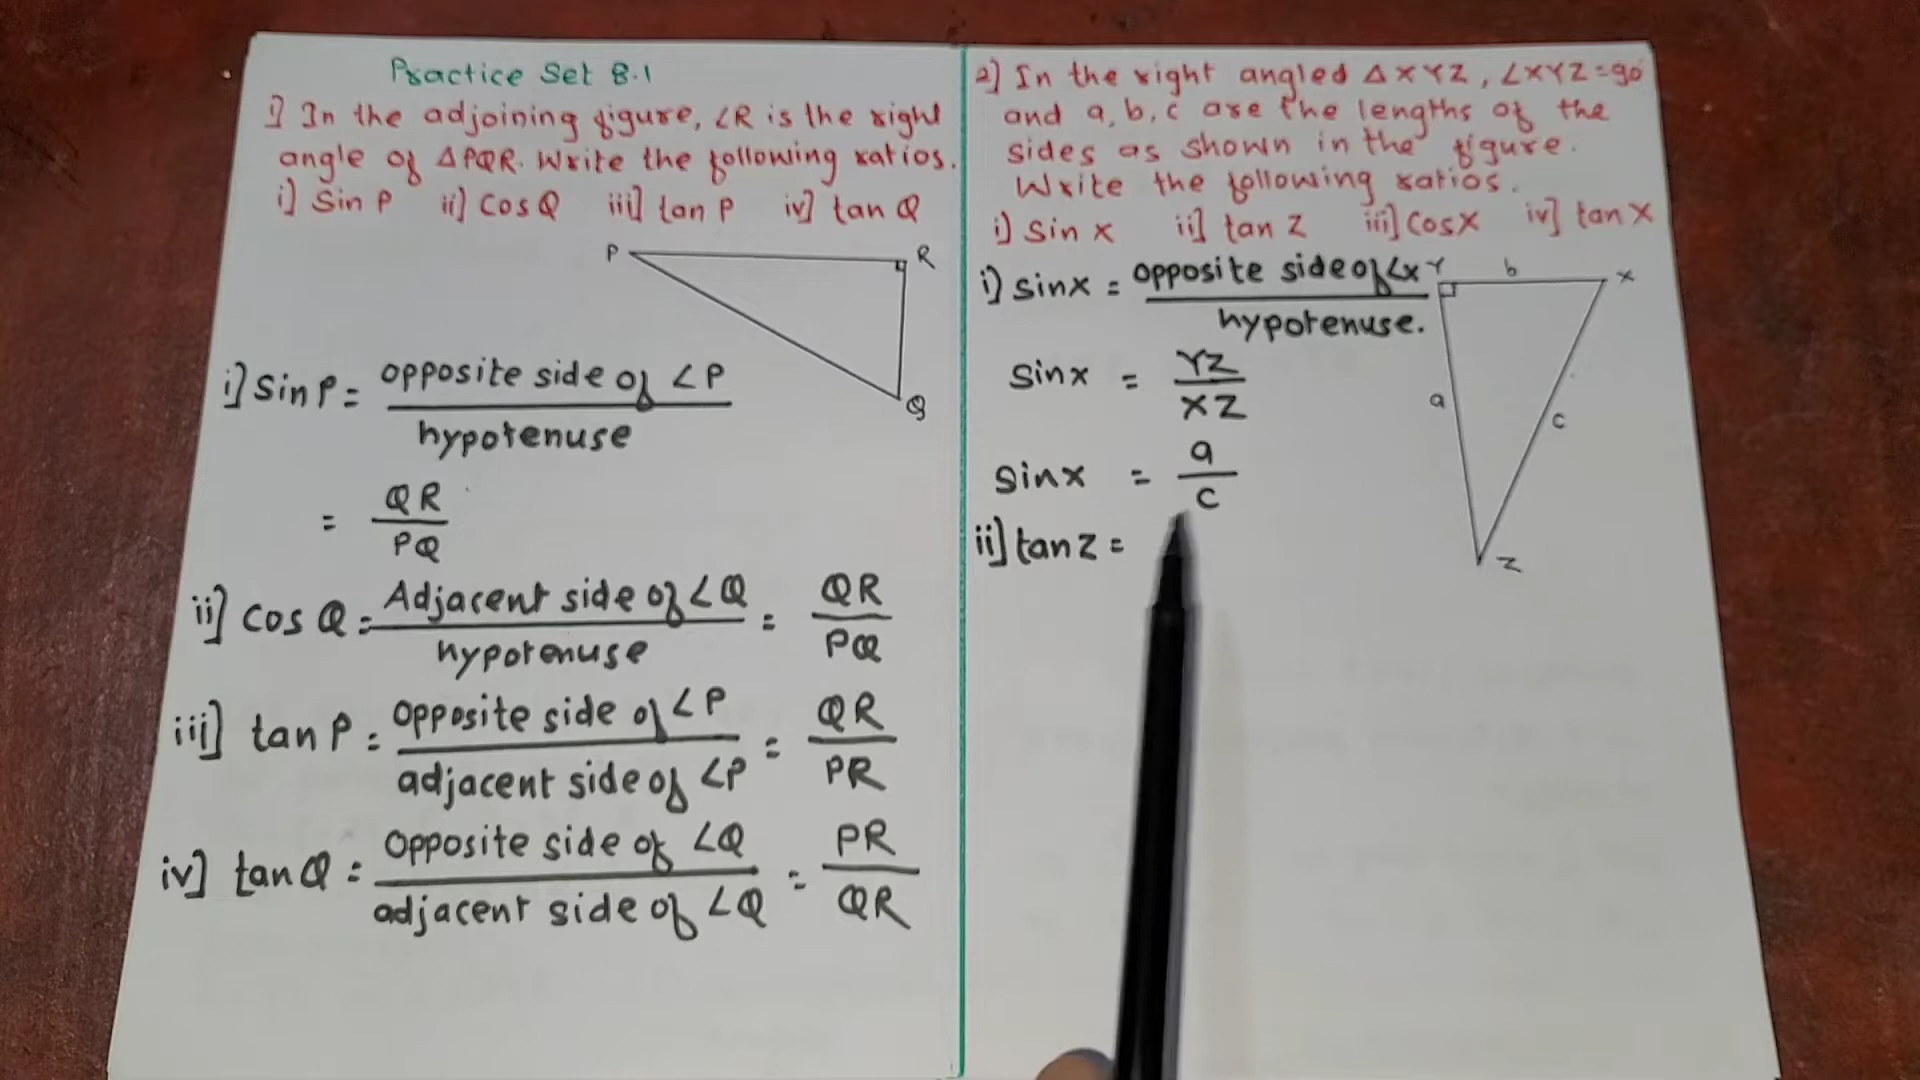 Practice Set 8.1
1] In the adjoining figure, ∠R is the right
angle of ΔPQR. Write the following ratios.
i] Sin P ii] Cos Q iii] tan P iv] tan Q
P R
Q
i] Sin P = opposite side of ∠P
hypotenuse
= QR
PQ
ii] cos Q = Adjacent side of ∠Q = QR
hypotenuse PQ
iii] tan P = opposite side of ∠P = QR
adjacent side of ∠P PR
iv] tan Q = opposite side of ∠Q = PR
adjacent side of ∠Q QR
2] In the right angled ΔXYZ, ∠XYZ = 90°
and a, b, c are the lengths of the
sides as shown in the figure.
Write the following ratios.
i] Sin x ii] tan Z iii] Cos X iv] tan X
i) sin x = opposite side of ∠x
hypotenuse.
Y b X
a c
Z
Sin x = YZ
XZ
Sin x = a
c
ii] tan Z =